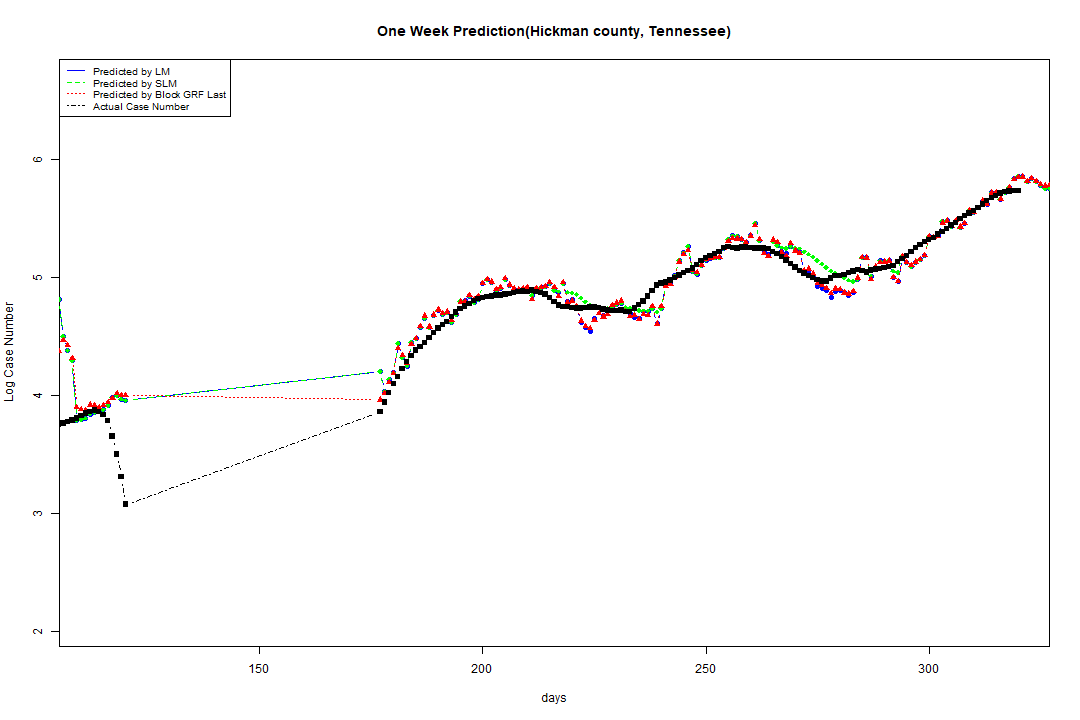 One Week Prediction(Hickman county, Tennessee)
Predicted by LM
Predicted by SLM
Predicted by Block GRF Last
Actual Case Number
6
5
4
3
2
Log Case Number
150
200
250
300
days